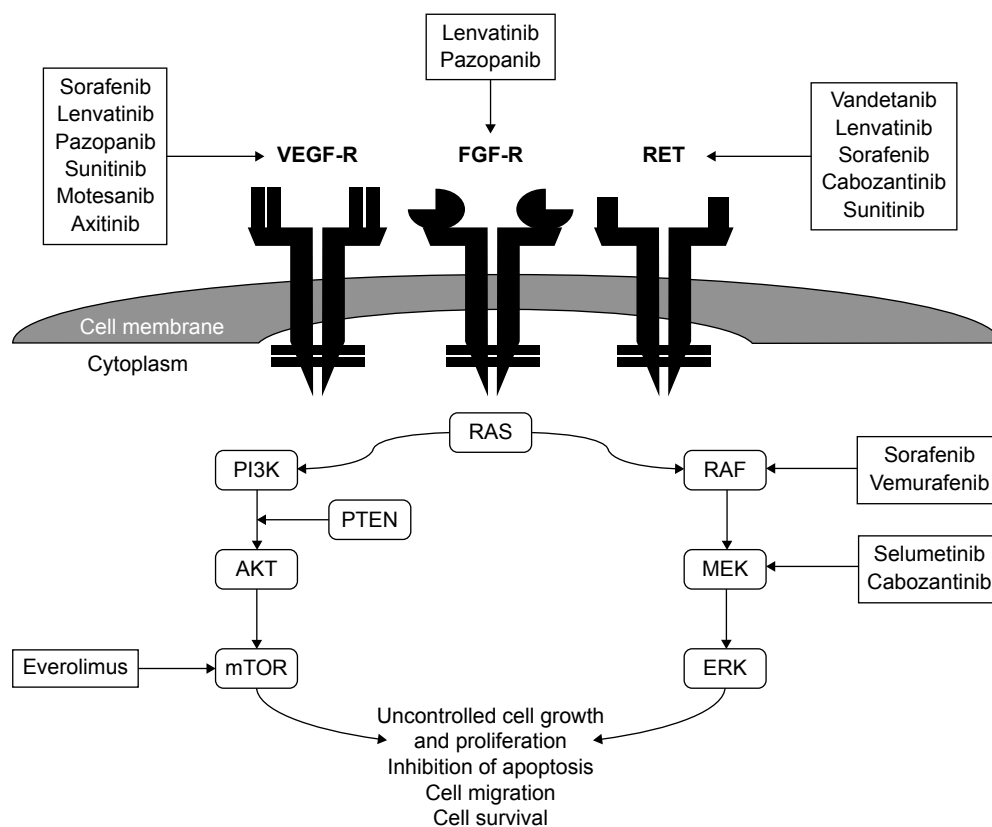 Lenvatinib
Pazopanib
Sorafenib
Lenvatinib
Pazopanib
Sunitinib
Motesanib
Axitinib
Vandetanib
Lenvatinib
Sorafenib
Cabozantinib
Sunitinib
VEGF-R
FGF-R
RET
Cell membrane
Cytoplasm
RAS
PI3K
RAF
Sorafenib
Vemurafenib
PTEN
AKT
MEK
Selumetinib
Cabozantinib
Everolimus
mTOR
ERK
Uncontrolled cell growth
and proliferation
Inhibition of apoptosis
Cell migration
Cell survival